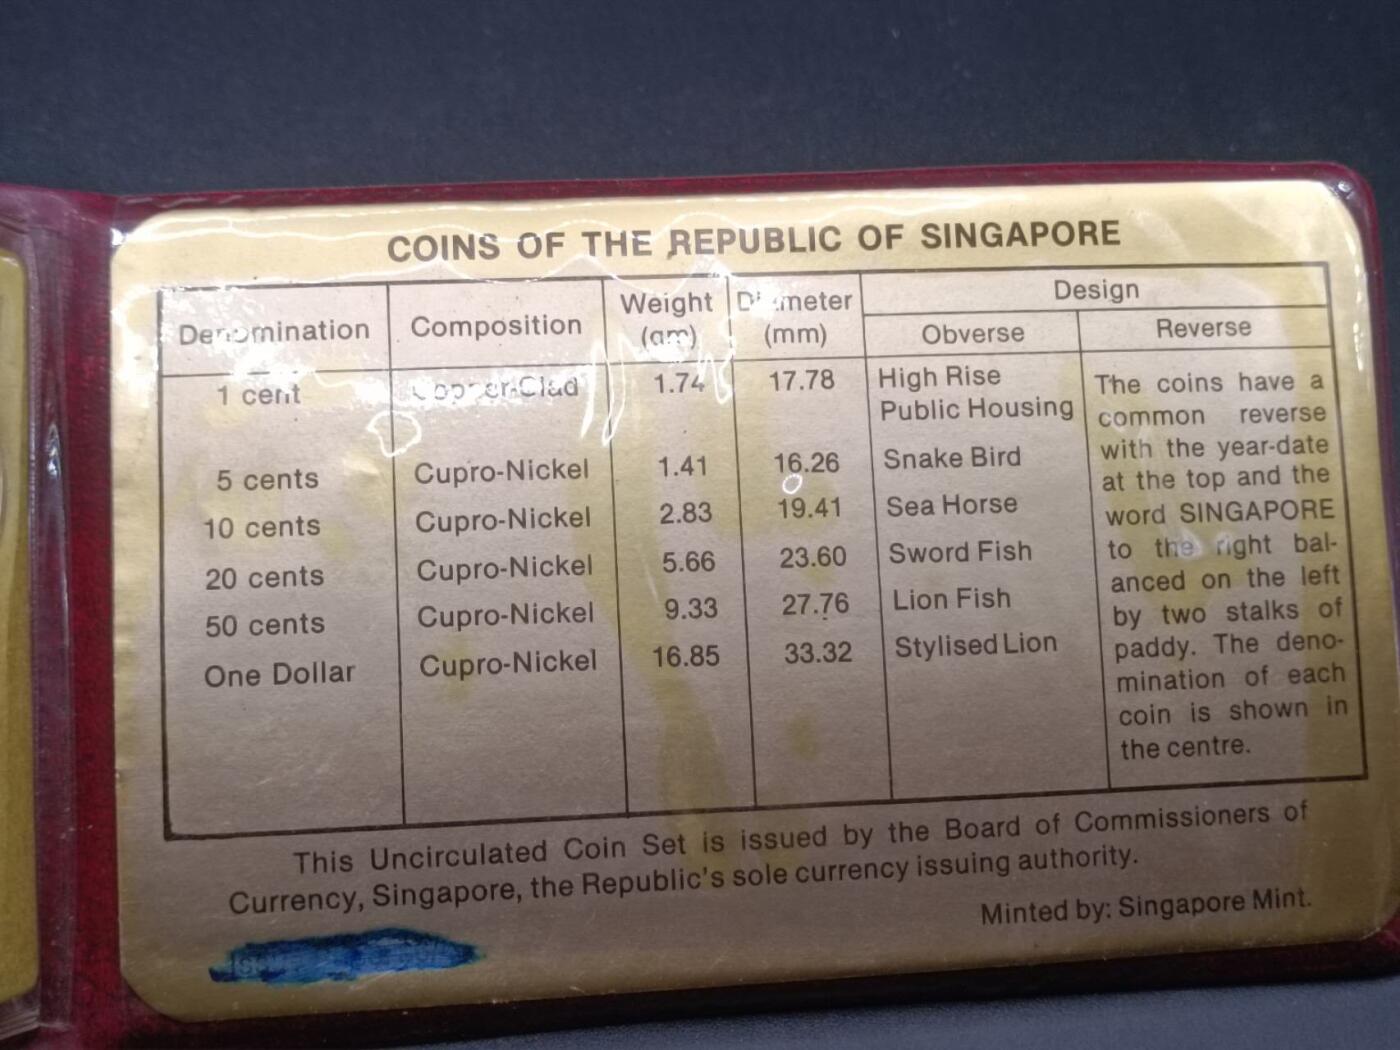 COINS OF THE REPUBLIC OF SINGAPORE
Denomination Composition Weight (gm) Diameter (mm) Design
Obverse Reverse
1 cent Copper-Clad 1.74 17.78 High Rise Public Housing
5 cents Cupro-Nickel 1.41 16.26 Snake Bird
10 cents Cupro-Nickel 2.83 19.41 Sea Horse
20 cents Cupro-Nickel 5.66 23.60 Sword Fish
50 cents Cupro-Nickel 9.33 27.76 Lion Fish
One Dollar Cupro-Nickel 16.85 33.32 Stylised Lion
The coins have a
common reverse
with the year-date
at the top and the
word SINGAPORE
to the right bal-
anced on the left
by two stalks of
paddy. The deno-
mination of each
coin is shown in
the centre.
This Uncirculated Coin Set is issued by the Board of Commissioners of
Currency, Singapore, the Republic's sole currency issuing authority.
Minted by: Singapore Mint.